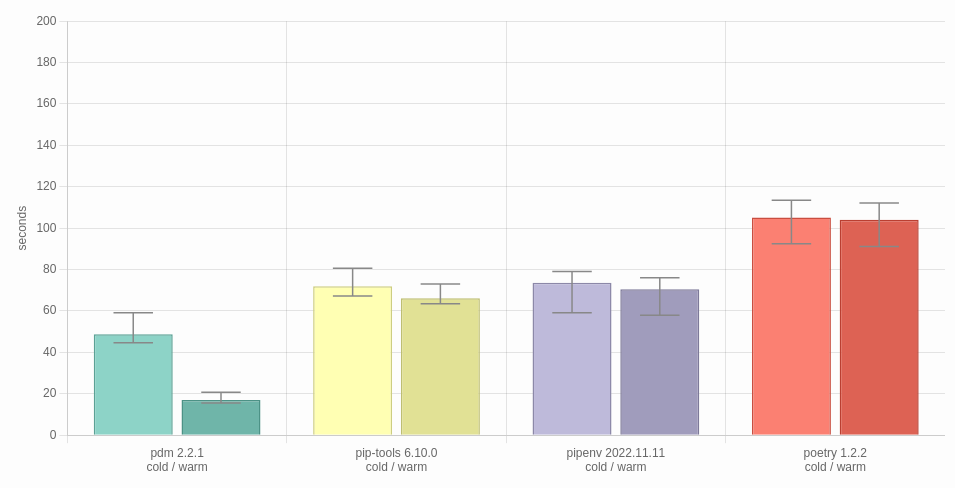 200
180
160
140
120
100
80
60
40
20
0
seconds
pdm 2.2.1
cold / warm
pip-tools 6.10.0
cold / warm
pipenv 2022.11.11
cold / warm
poetry 1.2.2
cold / warm